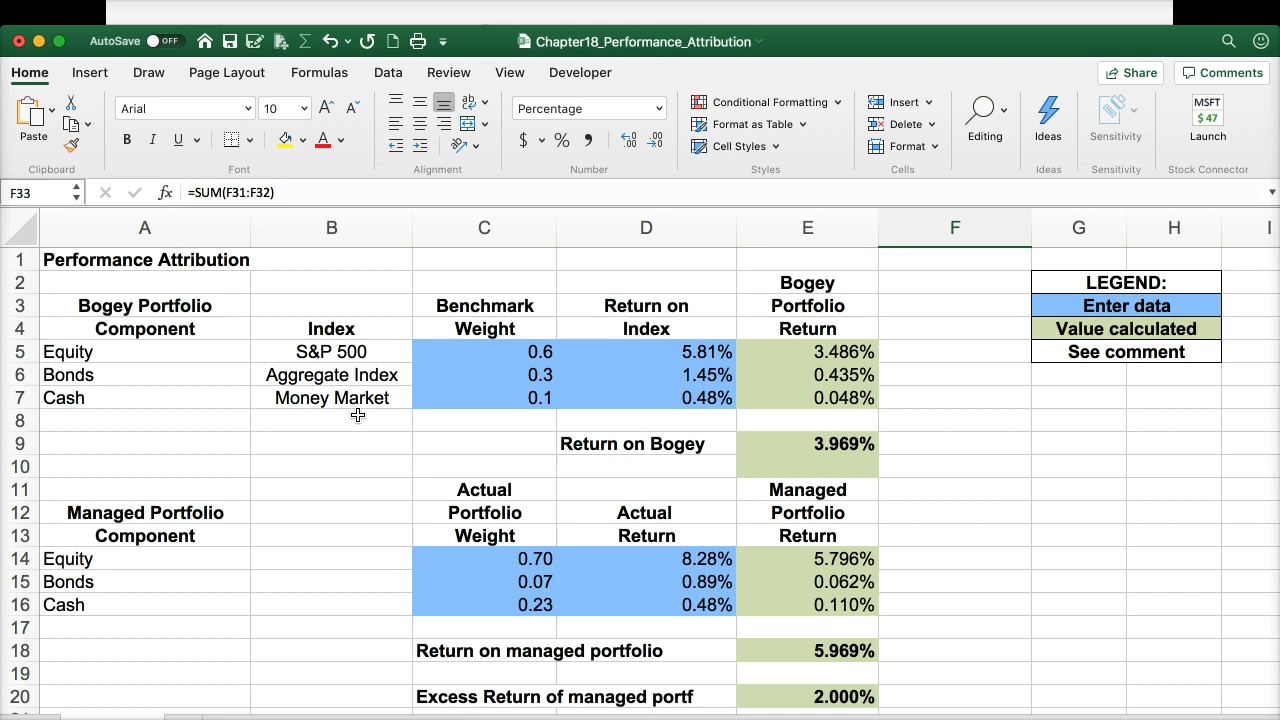 AutoSave OFF Chapter18_Performance_Attribution
Home Insert Draw Page Layout Formulas Data Review View Developer Share Comments
Paste Arial 10 Percentage Conditional Formatting Insert Editing Ideas Sensitivity MSFT $ 47 Launch
B I U A ab $ % Format as Table Delete
Cell Styles Format
Clipboard Font Alignment Number Styles Cells Ideas Sensitivity Stock Connector
F33 fx =SUM(F31:F32)
A B C D E F G H I
1 Performance Attribution
2 Bogey LEGEND:
3 Bogey Portfolio Benchmark Return on Portfolio Enter data
4 Component Index Weight Index Return Value calculated
5 Equity S&P 500 0.6 5.81% 3.486% See comment
6 Bonds Aggregate Index 0.3 1.45% 0.435%
7 Cash Money Market 0.1 0.48% 0.048%
8
9 Return on Bogey 3.969%
10
11 Actual Managed
12 Managed Portfolio Portfolio Actual Portfolio
13 Component Weight Return Return
14 Equity 0.70 8.28% 5.796%
15 Bonds 0.07 0.89% 0.062%
16 Cash 0.23 0.48% 0.110%
17
18 Return on managed portfolio 5.969%
19
20 Excess Return of managed portf 2.000%